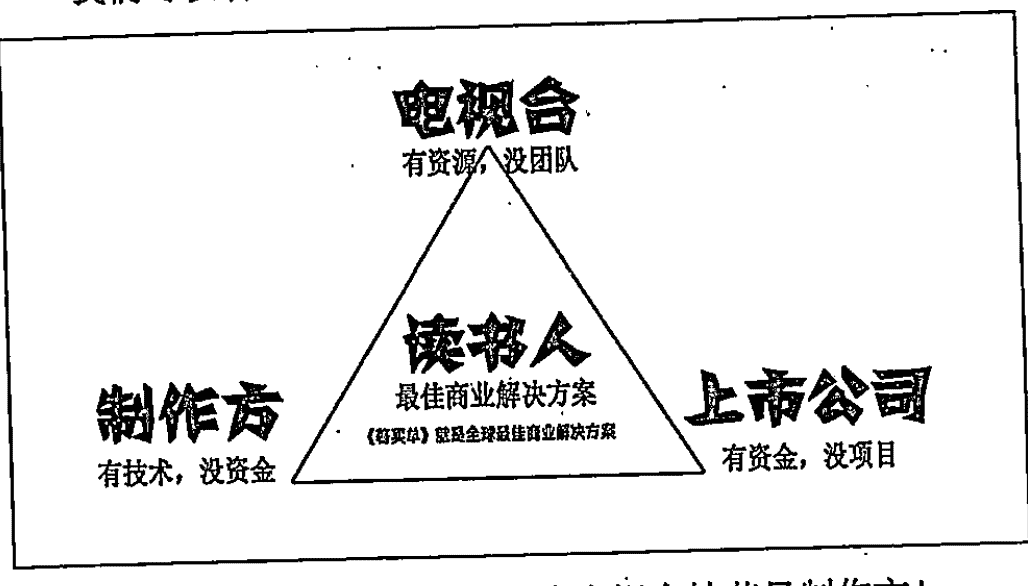 电视台
有资源，没团队
读书人
最佳商业解决方案
就是全球最佳商业解决方案
制作方
有技术，没资金
上市公司
有资金，没项目